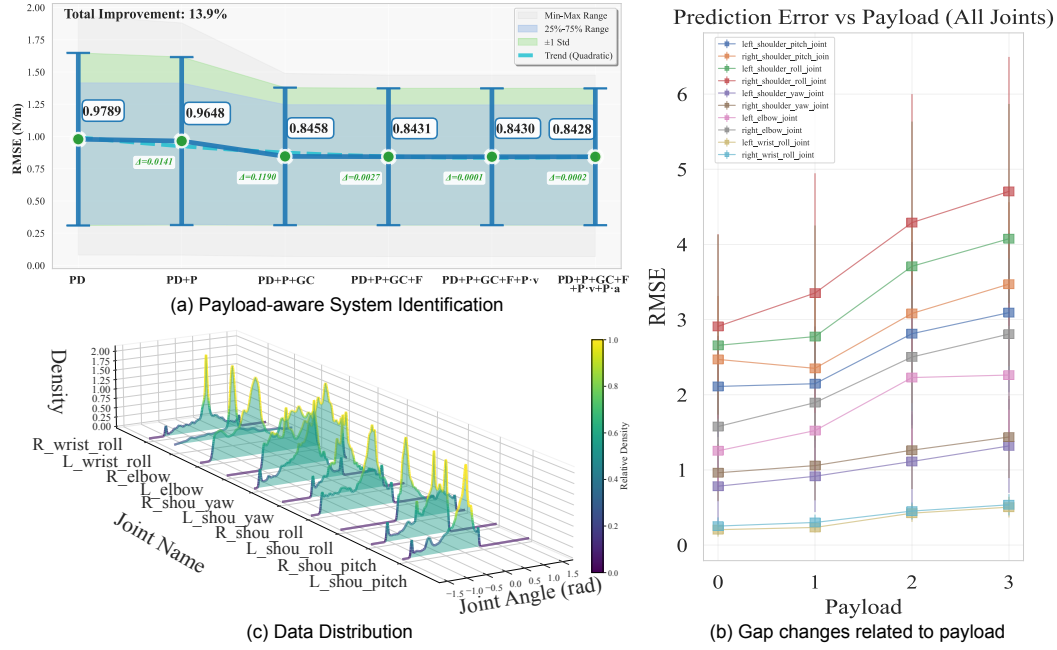 Total Improvement: 13.9%
Min-Max Range
25%-75% Range
±1 Std
Trend (Quadratic)
RMSE (N/m)
2.00
1.75
1.50
1.25
1.00
0.75
0.50
0.25
0.00
0.9789
0.9648
0.8458
0.8431
0.8430
0.8428
Δ=0.0141
Δ=0.1190
Δ=0.0027
Δ=0.0001
Δ=0.0002
PD
PD+P
PD+P+GC
PD+P+GC+F
PD+P+GC+F+P·v
PD+P+GC+F
+P·v+P·a
(a) Payload-aware System Identification
Density
2.00
1.75
1.50
1.25
1.00
0.75
0.50
0.25
0.00
R_wrist_roll
L_wrist_roll
R_elbow
L_elbow
R_shou_yaw
L_shou_yaw
R_shou_roll
L_shou_roll
R_shou_pitch
L_shou_pitch
Joint Name
-1.5
-1.0
-0.5
0.0
0.5
1.0
1.5
Joint Angle (rad)
1.0
0.8
0.6
0.4
0.2
0.0
Relative Density
(c) Data Distribution
Prediction Error vs Payload (All Joints)
left_shoulder_pitch_joint
right_shoulder_pitch_join
left_shoulder_roll_joint
right_shoulder_roll_joint
left_shoulder_yaw_joint
right_shoulder_yaw_joint
left_elbow_joint
right_elbow_joint
left_wrist_roll_joint
right_wrist_roll_joint
RMSE
6
5
4
3
2
1
0
0
1
2
3
Payload
(b) Gap changes related to payload